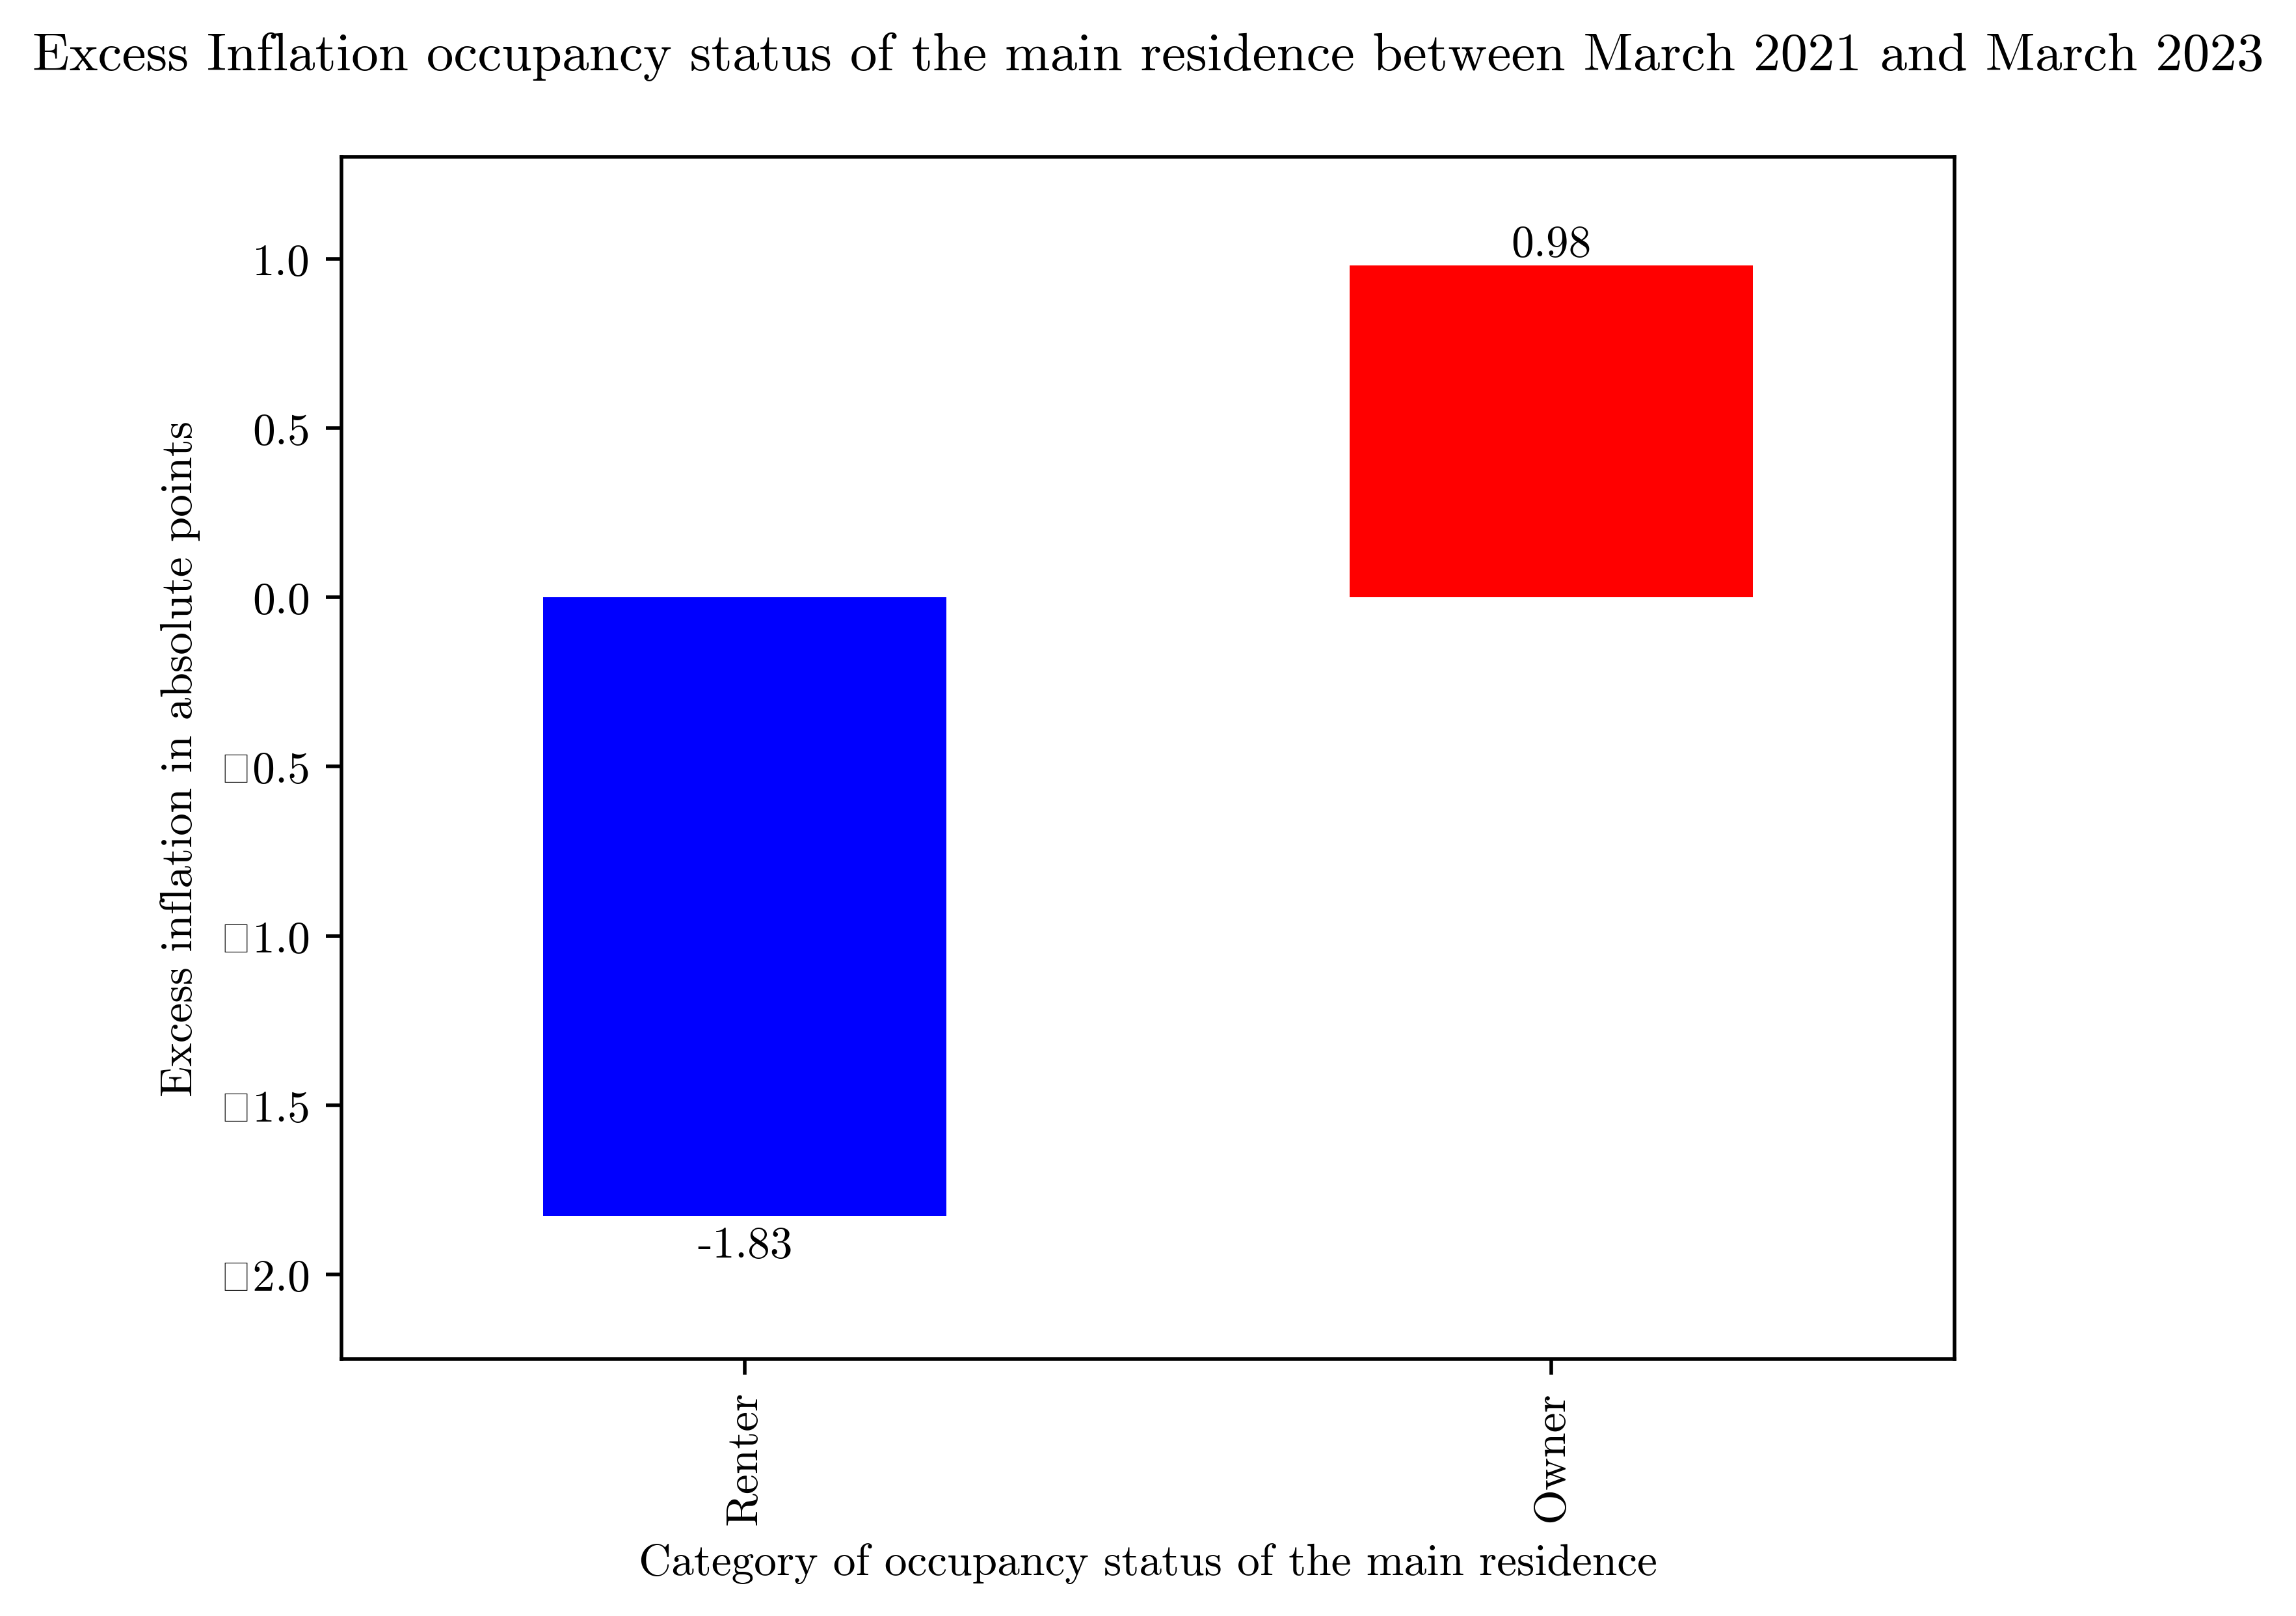 Excess Inflation occupancy status of the main residence between March 2021 and March 2023
Excess inflation in absolute points
1.0
0.5
0.0
□0.5
□1.0
□1.5
□2.0
0.98
-1.83
Renter
Owner
Category of occupancy status of the main residence